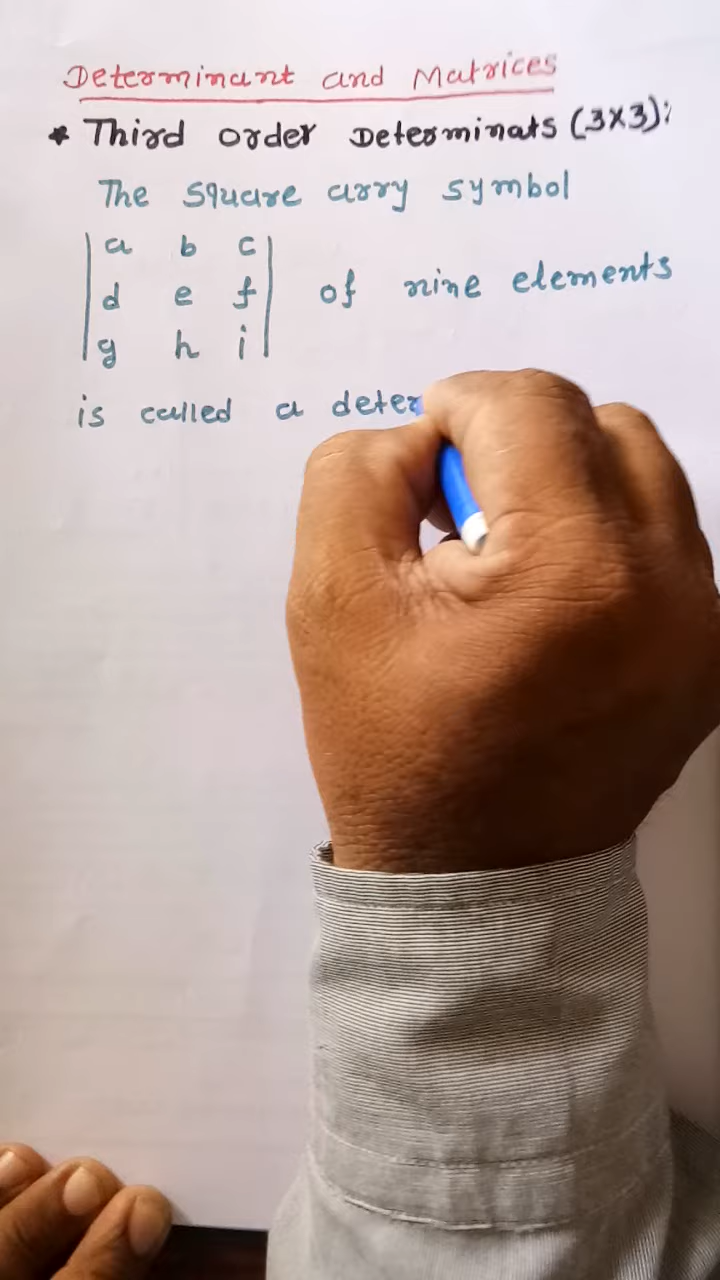 Determinant and Matrices
* Third order Determinats (3x3):
The square arry symbol
| a b c |
| d e f | of nine elements
| g h i |
is called a deter